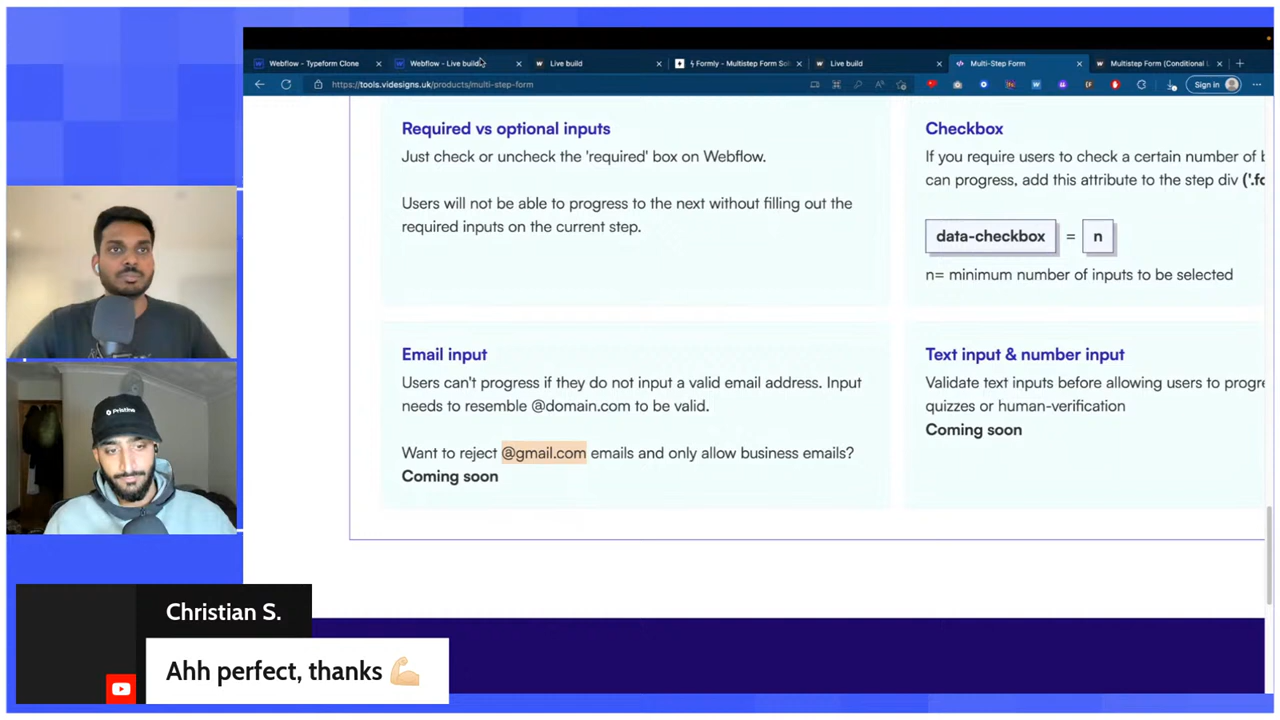 Webflow - Typeform Clone
Webflow - Live build
Live build
Formly - Multistep Form Sol
Live build
Multi-Step Form
Multistep Form (Conditional L
https://tools.videsigns.uk/products/multi-step-form
Sign in
Required vs optional inputs
Just check or uncheck the 'required' box on Webflow.
Users will not be able to progress to the next without filling out the
required inputs on the current step.
Checkbox
If you require users to check a certain number of b
can progress, add this attribute to the step div ('.fo
data-checkbox = n
n= minimum number of inputs to be selected
Email input
Users can't progress if they do not input a valid email address. Input
needs to resemble @domain.com to be valid.
Want to reject @gmail.com emails and only allow business emails?
Coming soon
Text input & number input
Validate text inputs before allowing users to progre
quizzes or human-verification
Coming soon
Pristine
Christian S.
Ahh perfect, thanks 💪🏻